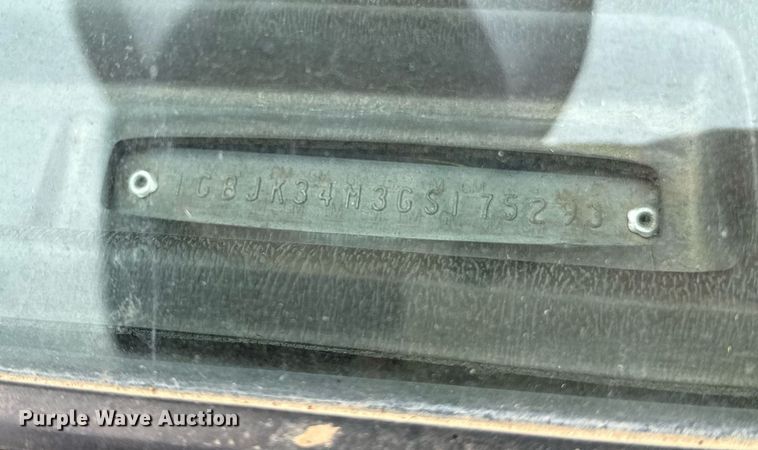 1GBJK34M3GS175293
Purple Wave Auction